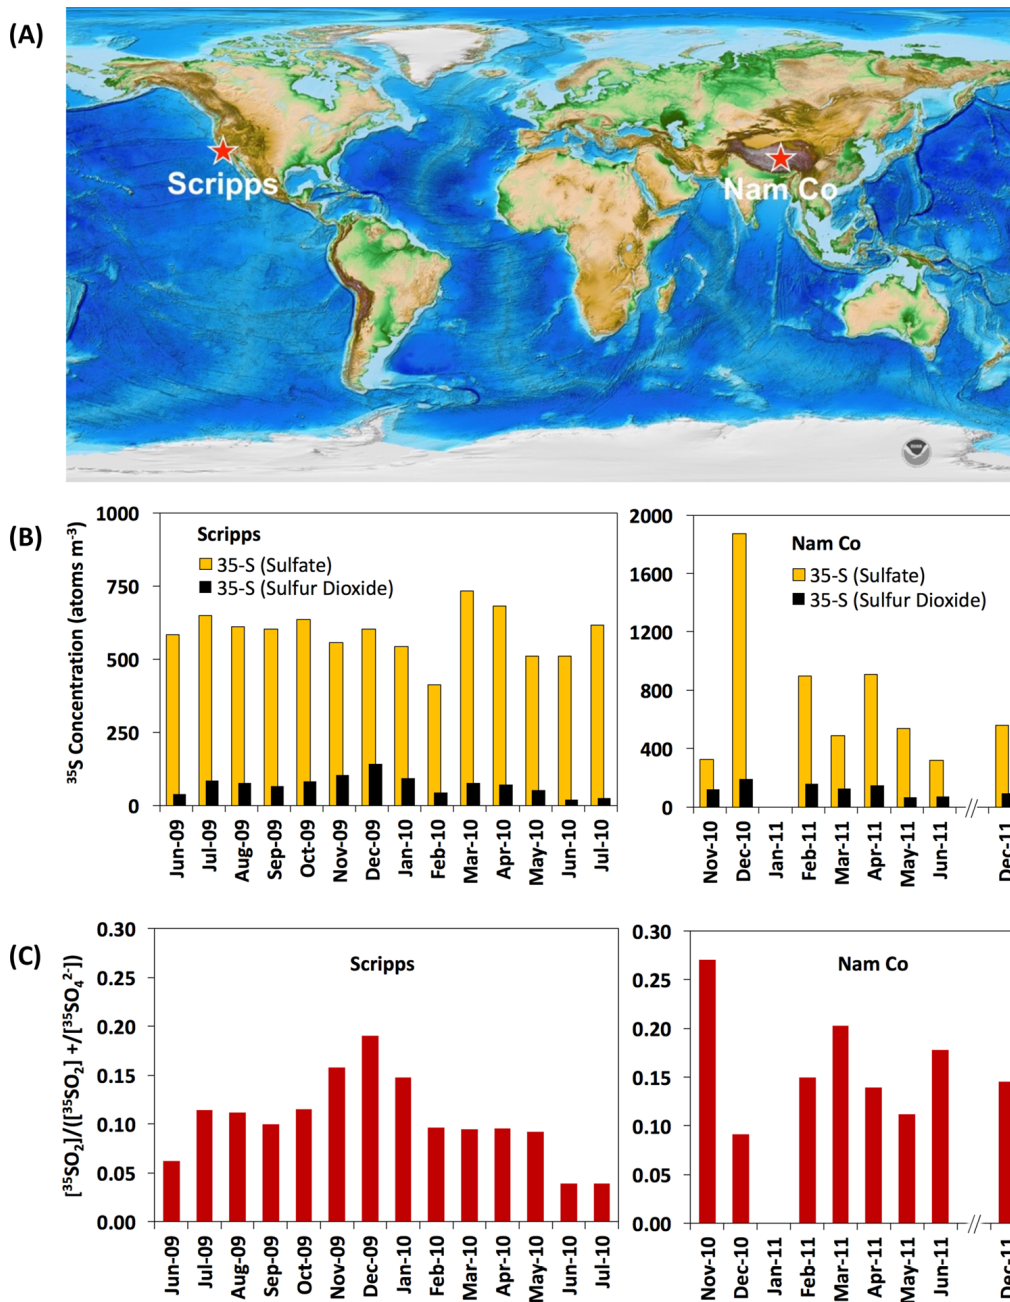 (A)
Scripps
Nam Co
(B)
³⁵S Concentration (atoms m⁻³)
1000
750
500
250
0
Scripps
35-S (Sulfate)
35-S (Sulfur Dioxide)
Jun-09
Jul-09
Aug-09
Sep-09
Oct-09
Nov-09
Dec-09
Jan-10
Feb-10
Mar-10
Apr-10
May-10
Jun-10
Jul-10
2000
1600
1200
800
400
0
Nam Co
35-S (Sulfate)
35-S (Sulfur Dioxide)
Nov-10
Dec-10
Jan-11
Feb-11
Mar-11
Apr-11
May-11
Jun-11
//
Dec-11
(C)
[³⁵SO₂]/([³⁵SO₂] +/[³⁵SO₄²⁻])
0.30
0.25
0.20
0.15
0.10
0.05
0.00
Scripps
Jun-09
Jul-09
Aug-09
Sep-09
Oct-09
Nov-09
Dec-09
Jan-10
Feb-10
Mar-10
Apr-10
May-10
Jun-10
Jul-10
0.30
0.25
0.20
0.15
0.10
0.05
0.00
Nam Co
Nov-10
Dec-10
Jan-11
Feb-11
Mar-11
Apr-11
May-11
Jun-11
//
Dec-11